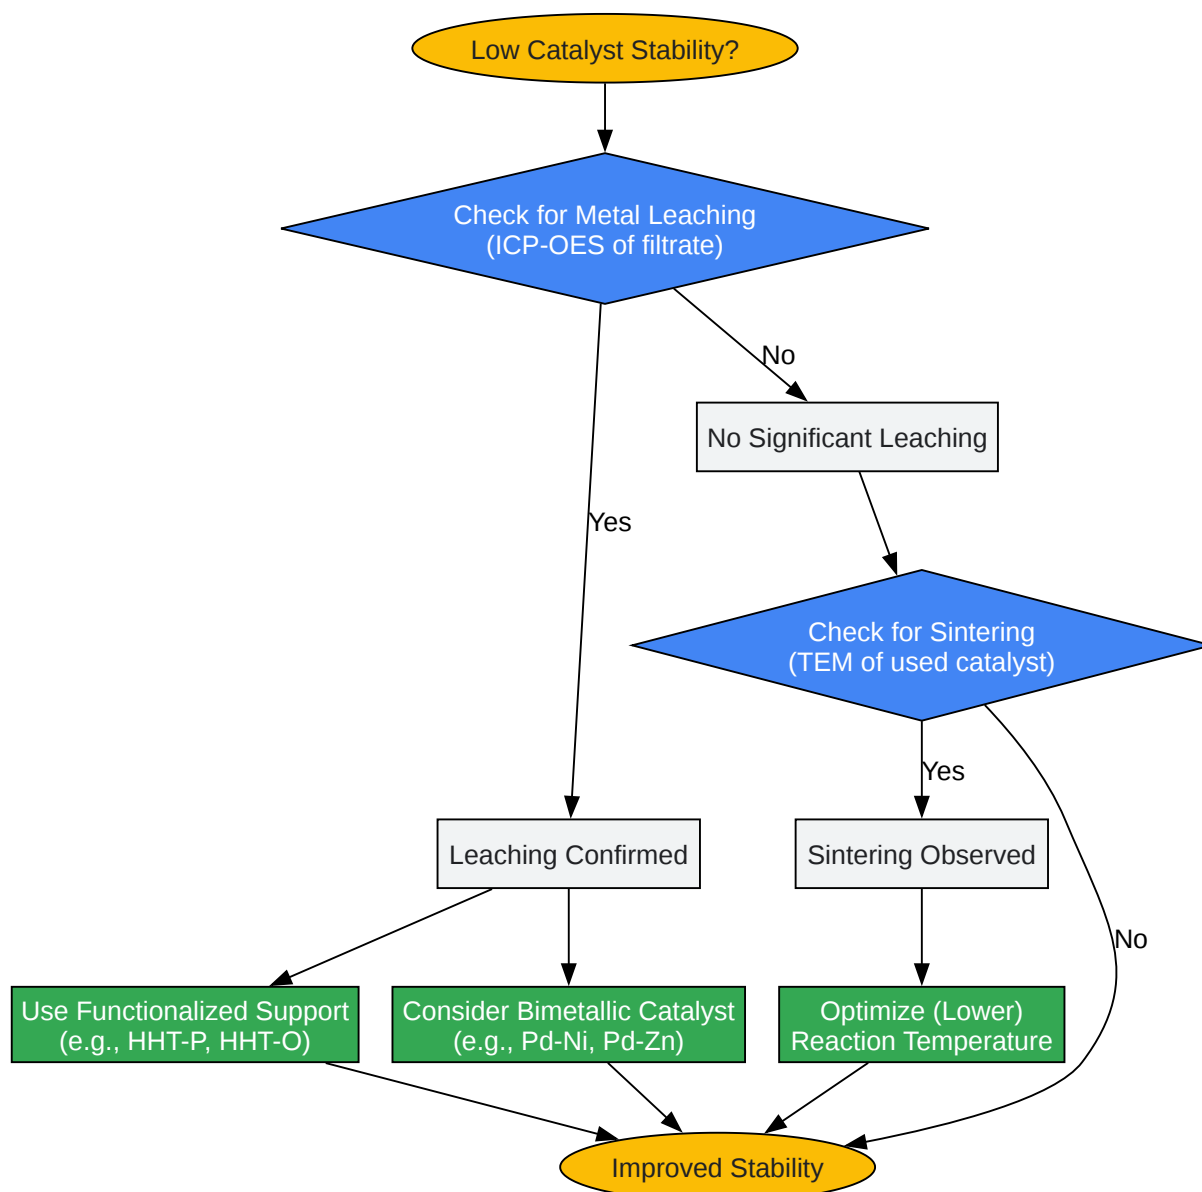 Low Catalyst Stability?
Check for Metal Leaching
(ICP-OES of filtrate)
No
No Significant Leaching
Yes
Check for Sintering
(TEM of used catalyst)
Yes
Leaching Confirmed
Sintering Observed
No
Use Functionalized Support
(e.g., HHT-P, HHT-O)
Consider Bimetallic Catalyst
(e.g., Pd-Ni, Pd-Zn)
Optimize (Lower)
Reaction Temperature
Improved Stability